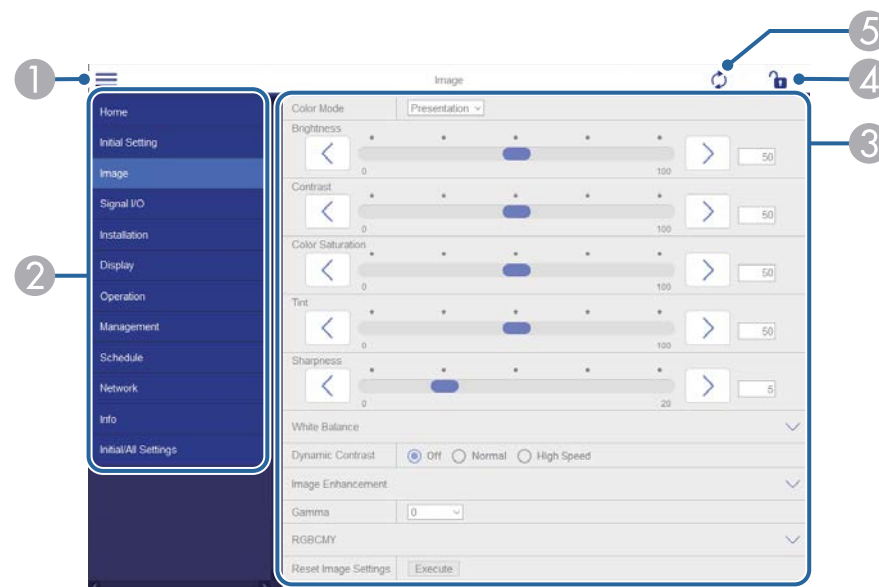 5
1
Image
4
Home
Initial Setting
Image
Signal I/O
Installation
Display
Operation
Management
Schedule
Network
Info
Initial/All Settings
2
Color Mode Presentation
Brightness
0 100 50
Contrast
0 100 50
Color Saturation
0 100 50
Tint
0 100 50
Sharpness
0 20 5
White Balance
Dynamic Contrast Off Normal High Speed
Image Enhancement
Gamma 0
RGBCMY
Reset Image Settings Execute
3